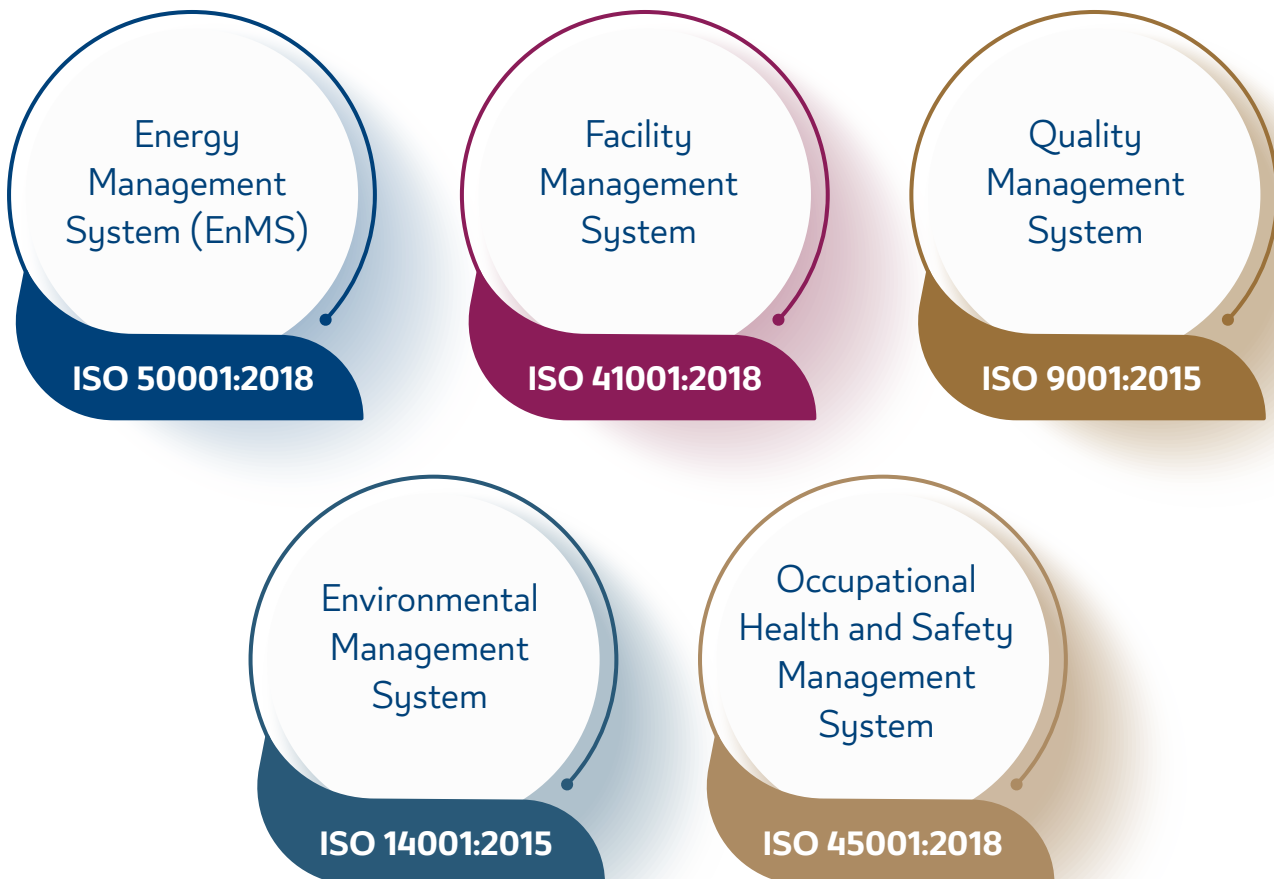 Energy
Management
System (EnMS)
ISO 50001:2018
Facility
Management
System
ISO 41001:2018
Quality
Management
System
ISO 9001:2015
Environmental
Management
System
ISO 14001:2015
Occupational
Health and Safety
Management
System
ISO 45001:2018